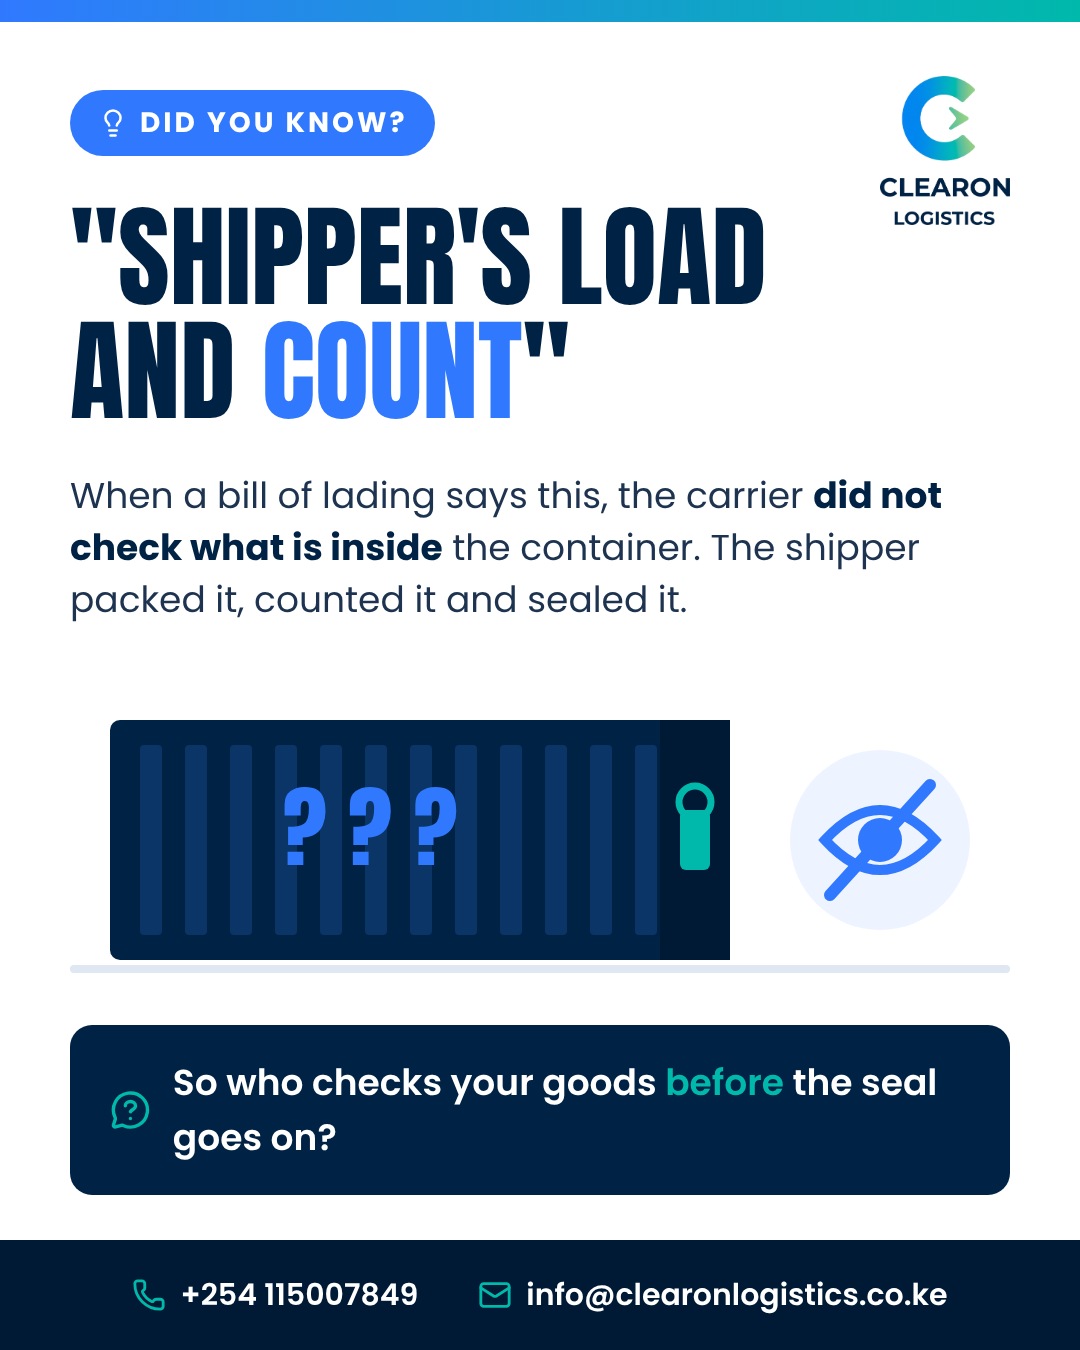 DID YOU KNOW?
CLEARON
LOGISTICS
"SHIPPER'S LOAD
AND COUNT"
When a bill of lading says this, the carrier did not
check what is inside the container. The shipper
packed it, counted it and sealed it.
? ? ?
So who checks your goods before the seal
goes on?
+254 115007849
info@clearonlogistics.co.ke